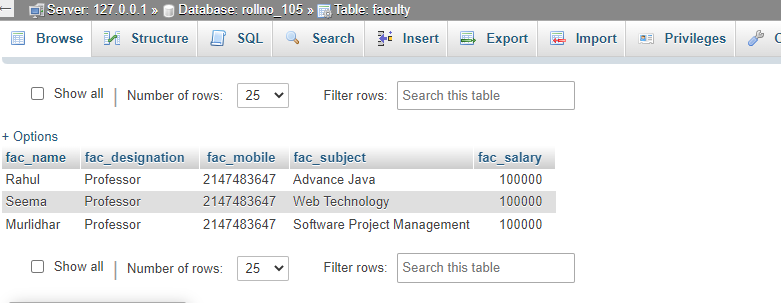 Server: 127.0.0.1 » Database: rollno_105 » Table: faculty
Browse Structure SQL Search Insert Export Import Privileges
Show all Number of rows: 25 Filter rows: Search this table
+ Options
fac_name fac_designation fac_mobile fac_subject fac_salary
Rahul Professor 2147483647 Advance Java 100000
Seema Professor 2147483647 Web Technology 100000
Murlidhar Professor 2147483647 Software Project Management 100000
Show all Number of rows: 25 Filter rows: Search this table